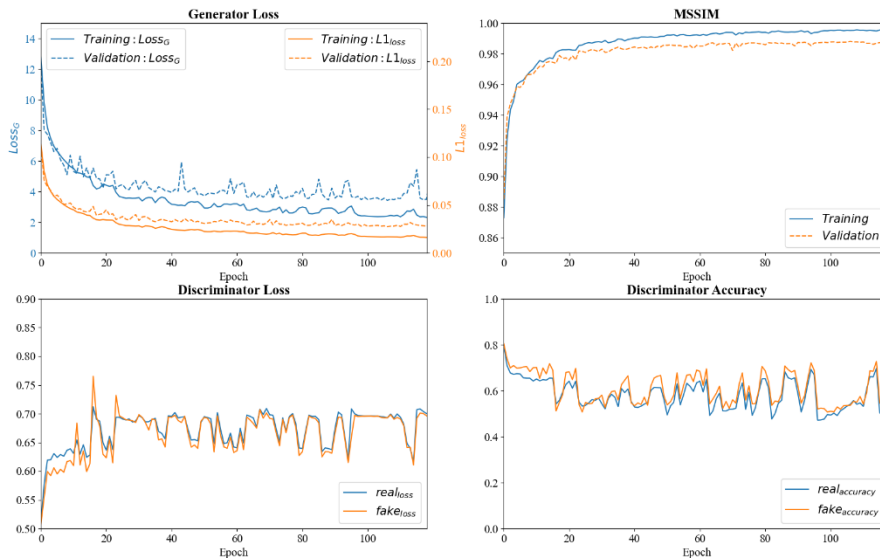 Generator Loss
Training : Loss_G
Validation : Loss_G
Training : L1_loss
Validation : L1_loss
14
12
10
8
6
4
2
0
Loss_G
0.20
0.15
0.10
0.05
0.00
L1_loss
0 20 40 60 80 100
Epoch
MSSIM
1.00
0.98
0.96
0.94
0.92
0.90
0.88
0.86
Training
Validation
0 20 40 60 80 100
Epoch
Discriminator Loss
0.90
0.85
0.80
0.75
0.70
0.65
0.60
0.55
0.50
real_loss
fake_loss
0 20 40 60 80 100
Epoch
Discriminator Accuracy
1.0
0.8
0.6
0.4
0.2
0.0
real_accuracy
fake_accuracy
0 20 40 60 80 100
Epoch